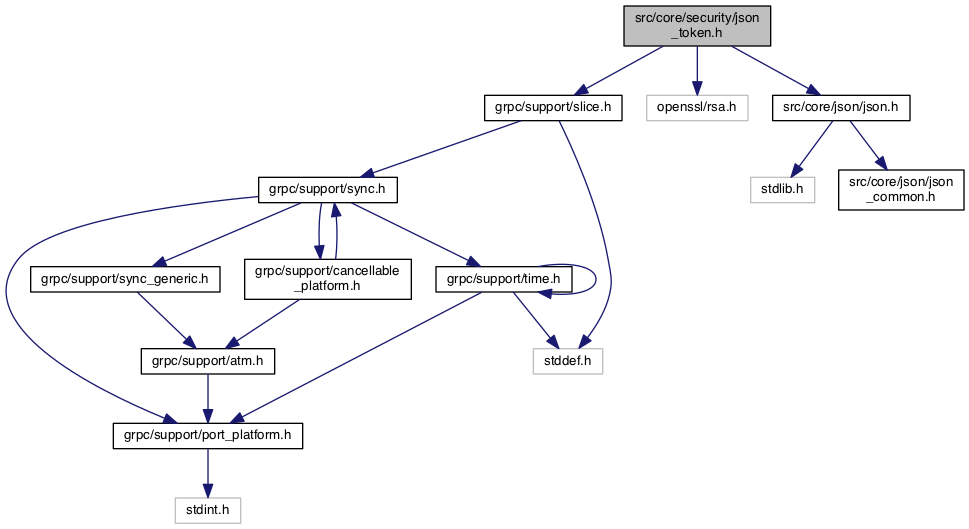 src/core/security/json
_token.h
grpc/support/slice.h
openssl/rsa.h
src/core/json/json.h
grpc/support/sync.h
stdlib.h
src/core/json/json
_common.h
grpc/support/sync_generic.h
grpc/support/cancellable
_platform.h
grpc/support/time.h
grpc/support/atm.h
stddef.h
grpc/support/port_platform.h
stdint.h